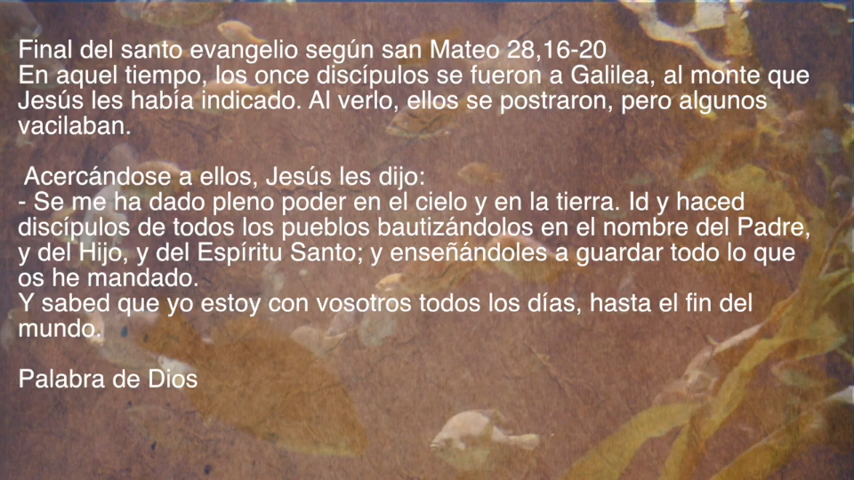 Final del santo evangelio según san Mateo 28,16-20
En aquel tiempo, los once discípulos se fueron a Galilea, al monte que
Jesús les había indicado. Al verlo, ellos se postraron, pero algunos
vacilaban.
Acercándose a ellos, Jesús les dijo:
- Se me ha dado pleno poder en el cielo y en la tierra. Id y haced
discípulos de todos los pueblos bautizándolos en el nombre del Padre,
y del Hijo, y del Espíritu Santo; y enseñándoles a guardar todo lo que
os he mandado.
Y sabed que yo estoy con vosotros todos los días, hasta el fin del
mundo.
Palabra de Dios